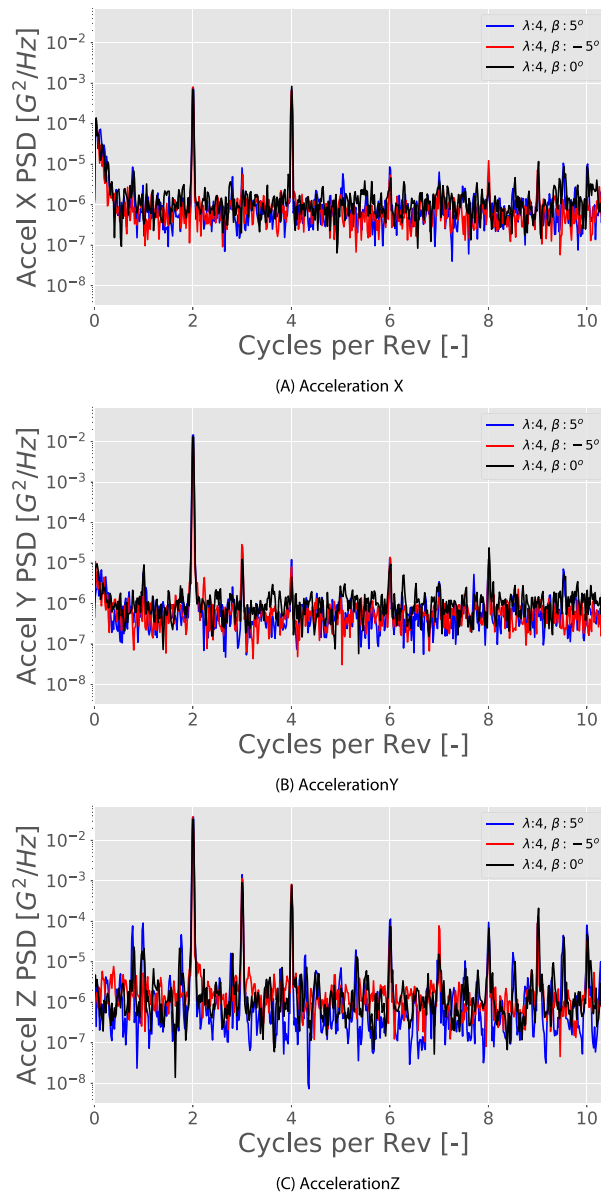 λ:4, β: 5°
λ:4, β: −5°
λ:4, β: 0°
Accel X PSD [G²/Hz]
10⁻²
10⁻³
10⁻⁴
10⁻⁵
10⁻⁶
10⁻⁷
10⁻⁸
0 2 4 6 8 10
Cycles per Rev [-]
(A) Acceleration X
λ:4, β: 5°
λ:4, β: −5°
λ:4, β: 0°
Accel Y PSD [G²/Hz]
10⁻²
10⁻³
10⁻⁴
10⁻⁵
10⁻⁶
10⁻⁷
10⁻⁸
0 2 4 6 8 10
Cycles per Rev [-]
(B) AccelerationY
λ:4, β: 5°
λ:4, β: −5°
λ:4, β: 0°
Accel Z PSD [G²/Hz]
10⁻²
10⁻³
10⁻⁴
10⁻⁵
10⁻⁶
10⁻⁷
10⁻⁸
0 2 4 6 8 10
Cycles per Rev [-]
(C) AccelerationZ